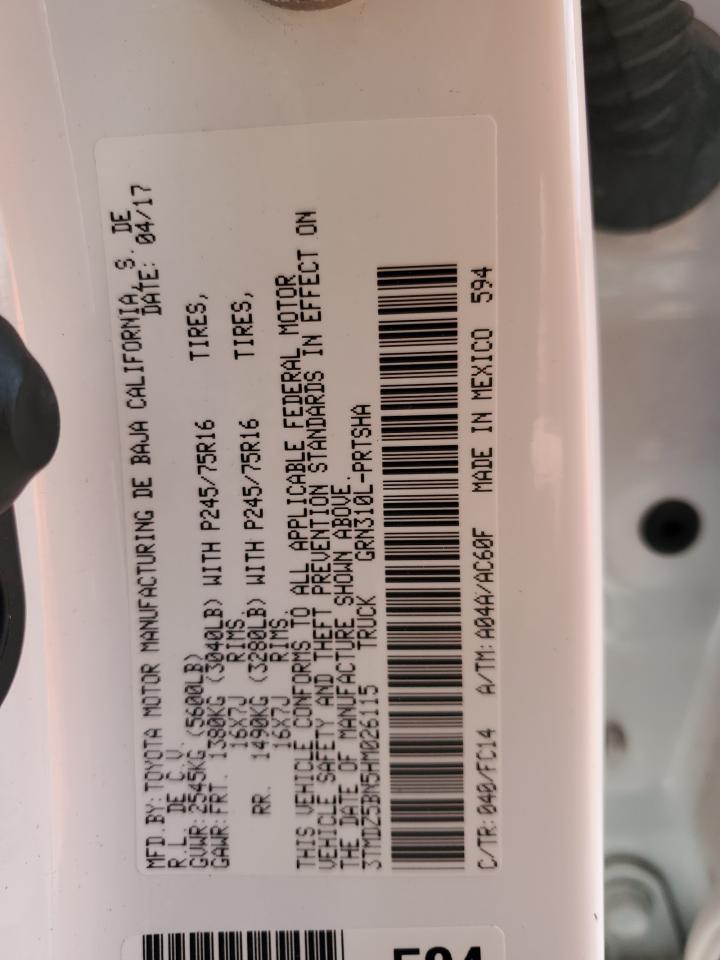 MFD.BY:TOYOTA MOTOR MANUFACTURING DE BAJA CALIFORNIA, S. DE
R.L. DE C.V. DATE: 04/17
GVWR:2545KG (5600LB)
GAWR:FRT. 1380KG (3040LB) WITH P245/75R16 TIRES,
16X7J RIMS.
RR. 1490KG (3280LB) WITH P245/75R16 TIRES,
16X7J RIMS.
THIS VEHICLE CONFORMS TO ALL APPLICABLE FEDERAL MOTOR
VEHICLE SAFETY AND THEFT PREVENTION STANDARDS IN EFFECT ON
THE DATE OF MANUFACTURE SHOWN ABOVE.
3TMDZ5BN5HM026115 TRUCK GRN310L-PRTSHA
C/TR:040/FC14 A/TM:A04A/AC60F MADE IN MEXICO 594
594